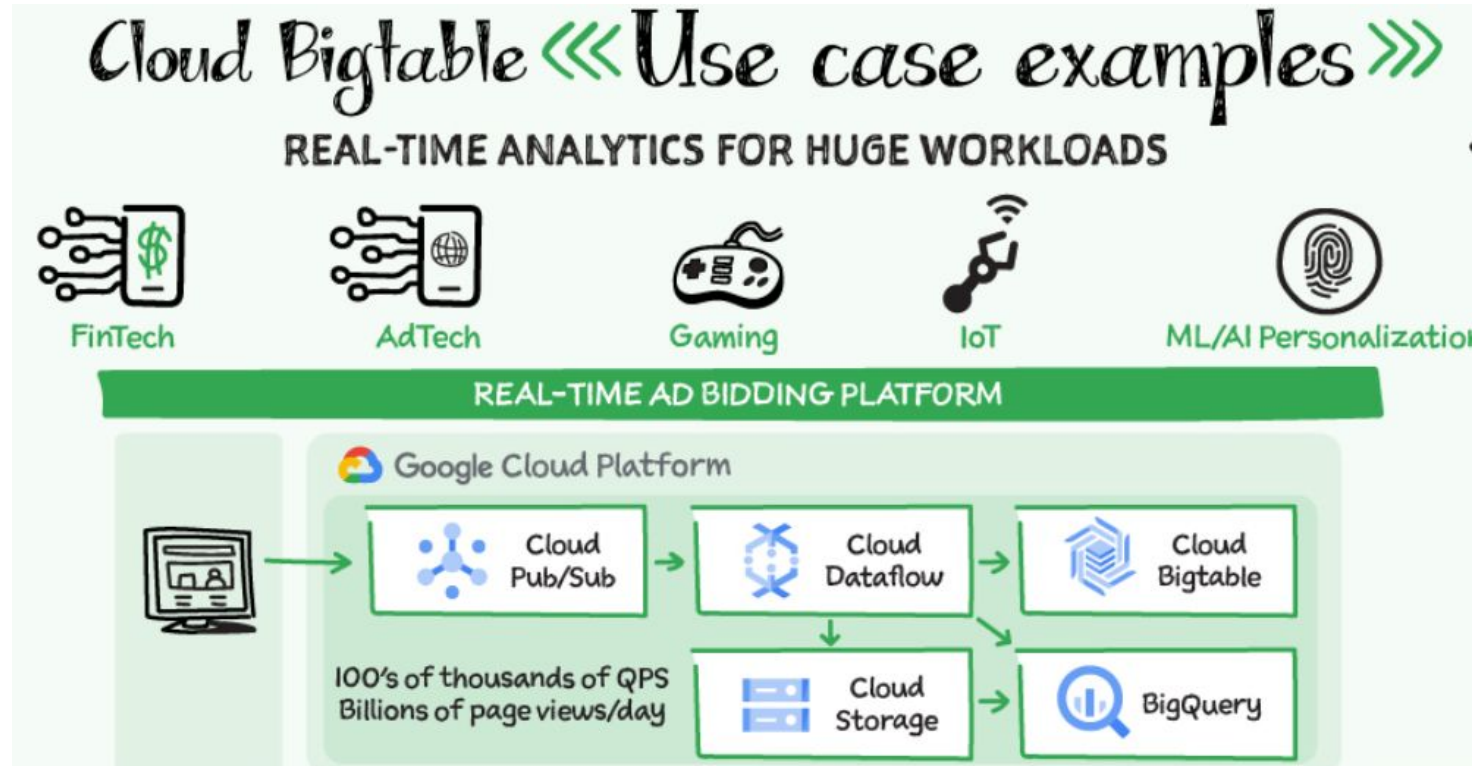 Cloud Bigtable <<< Use case examples >>>
REAL-TIME ANALYTICS FOR HUGE WORKLOADS
$
FinTech
AdTech
Gaming
IoT
ML/AI Personalization
REAL-TIME AD BIDDING PLATFORM
Google Cloud Platform
Cloud
Pub/Sub
Cloud
Dataflow
Cloud
Bigtable
100's of thousands of QPS
Billions of page views/day
Cloud
Storage
BigQuery